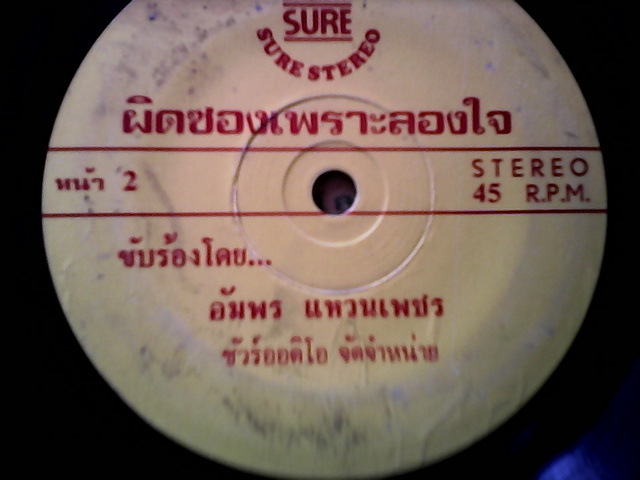 SURE
SURE STEREO
ผิดซองเพราะลองใจ
หน้า 2
STEREO
45 R.P.M.
ขับร้องโดย...
อัมพร แหวนเพชร
ชัวร์ออดิโอ จัดจำหน่าย